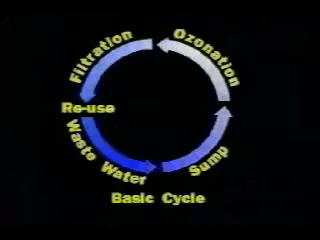 Filtration
Ozonation
Re-use
Waste Water
Sump
Basic Cycle